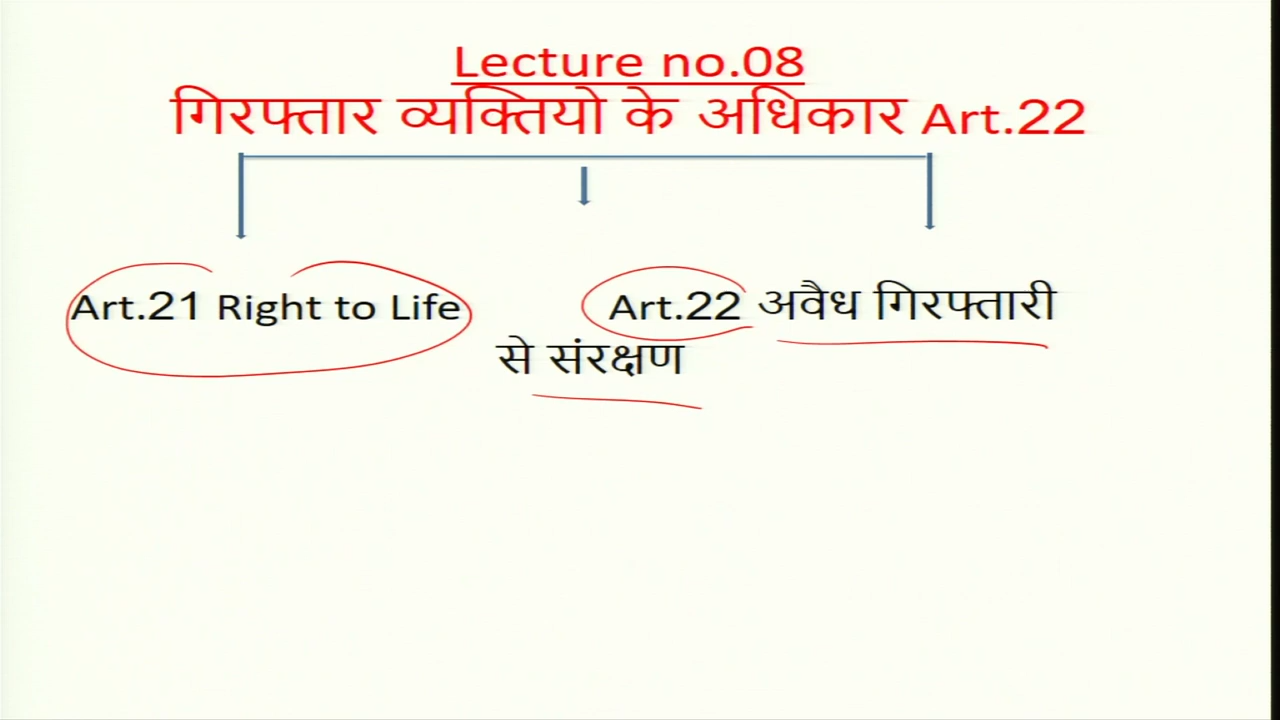 Lecture no.08
गिरफ्तार व्यक्तियो के अधिकार Art.22
Art.21 Right to Life Art.22 अवैध गिरफ्तारी
से संरक्षण